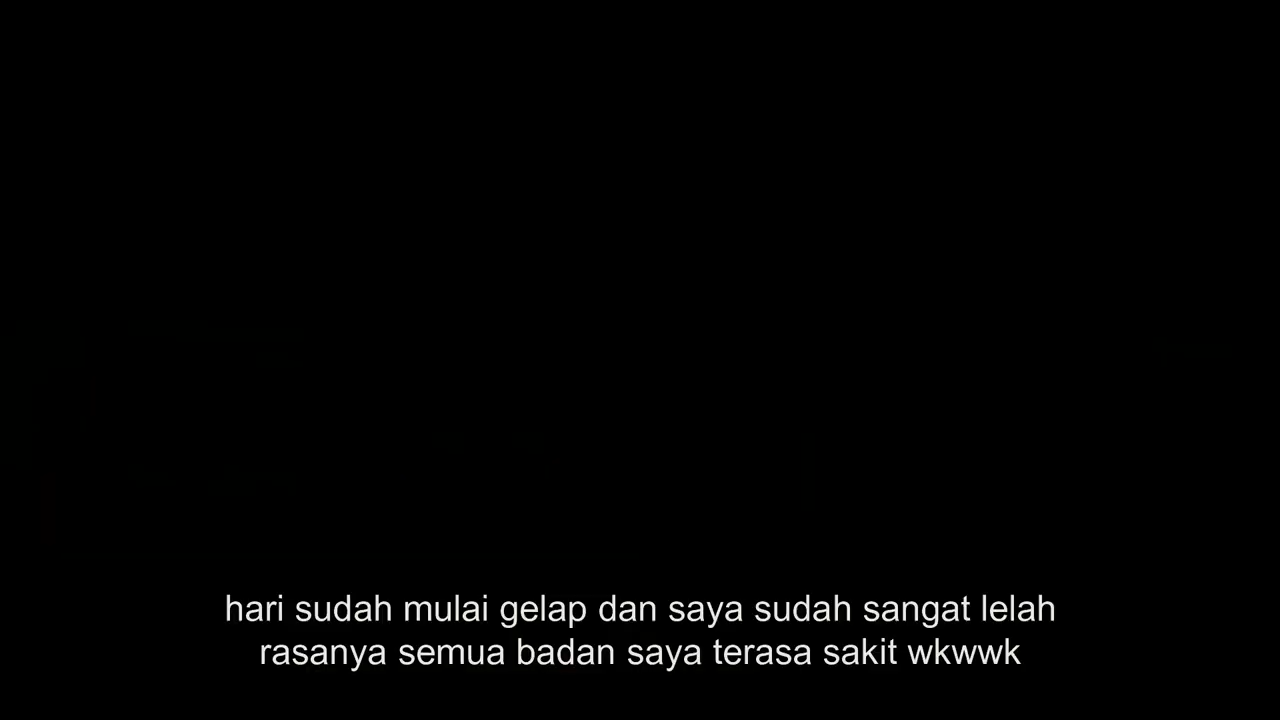 hari sudah mulai gelap dan saya sudah sangat lelah
rasanya semua badan saya terasa sakit wkwwk